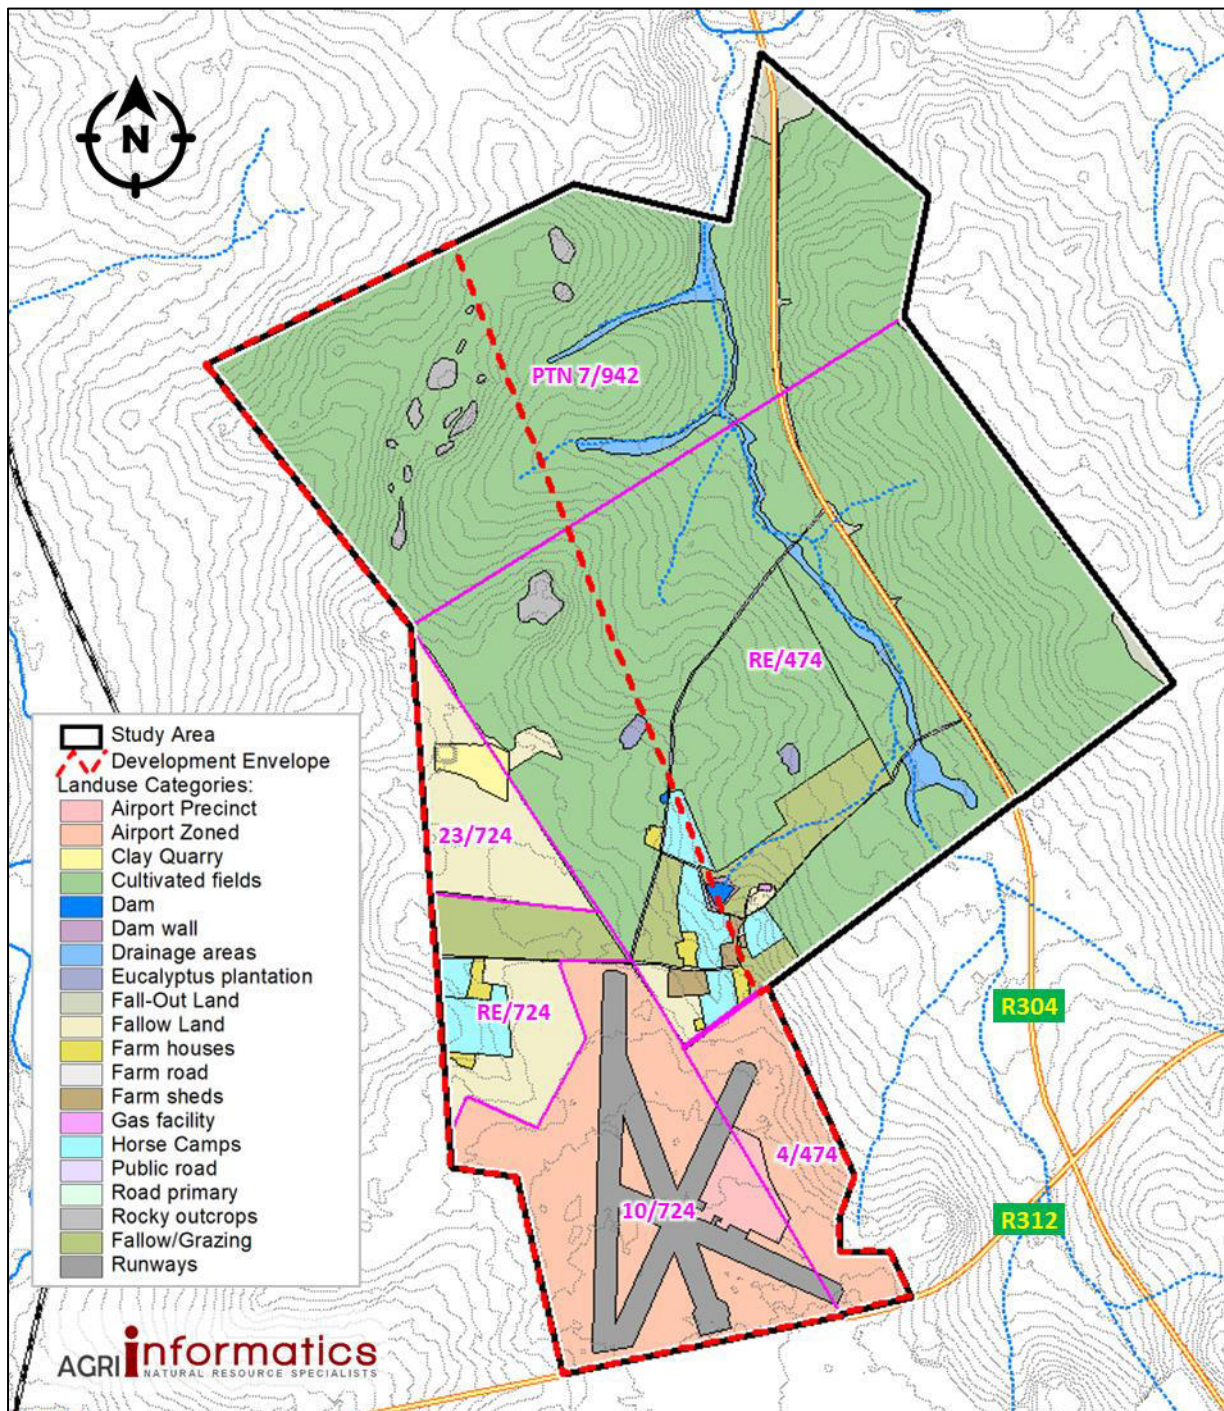 N
PTN 7/942
RE/474
23/724
RE/724
4/474
10/724
R304
R312
Study Area
Development Envelope
Landuse Categories:
Airport Precinct
Airport Zoned
Clay Quarry
Cultivated fields
Dam
Dam wall
Drainage areas
Eucalyptus plantation
Fall-Out Land
Fallow Land
Farm houses
Farm road
Farm sheds
Gas facility
Horse Camps
Public road
Road primary
Rocky outcrops
Fallow/Grazing
Runways
AGRI informatics
NATURAL RESOURCE SPECIALISTS